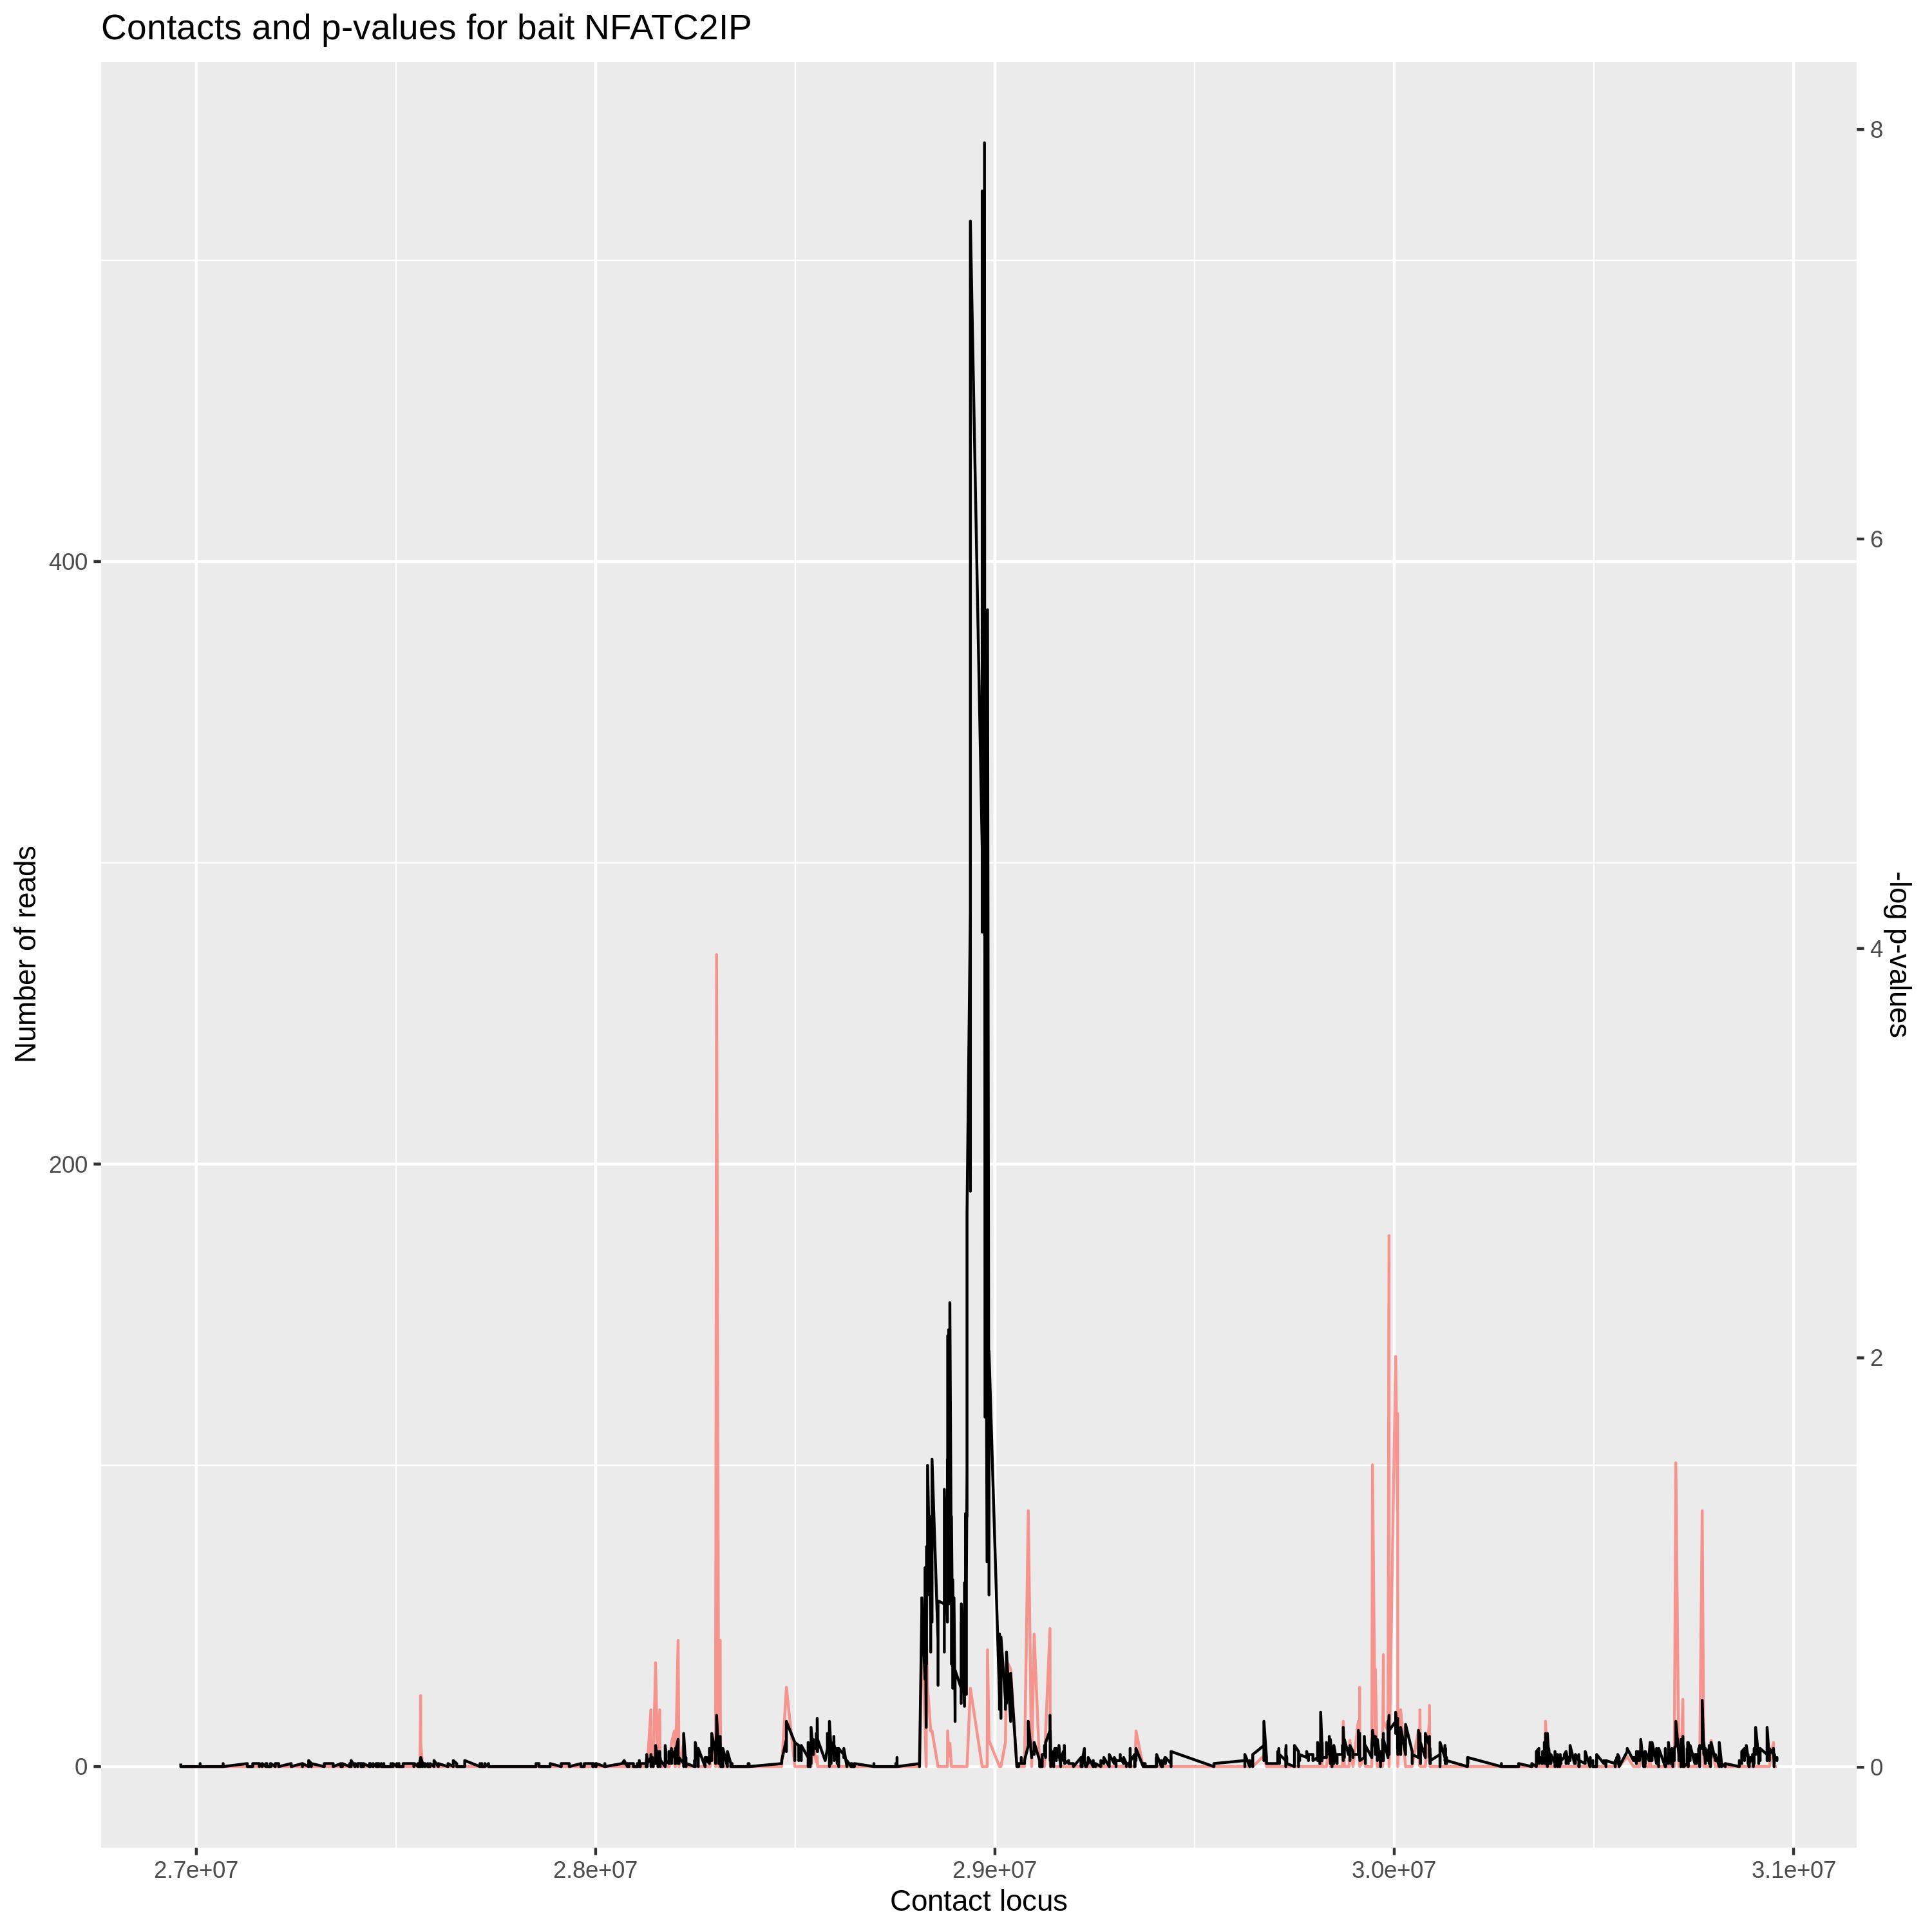 Contacts and p-values for bait NFATC2IP
8
6
400
Number of reads
-log p-values
4
200
2
0
0
2.7e+07 2.8e+07 2.9e+07 3.0e+07 3.1e+07
Contact locus